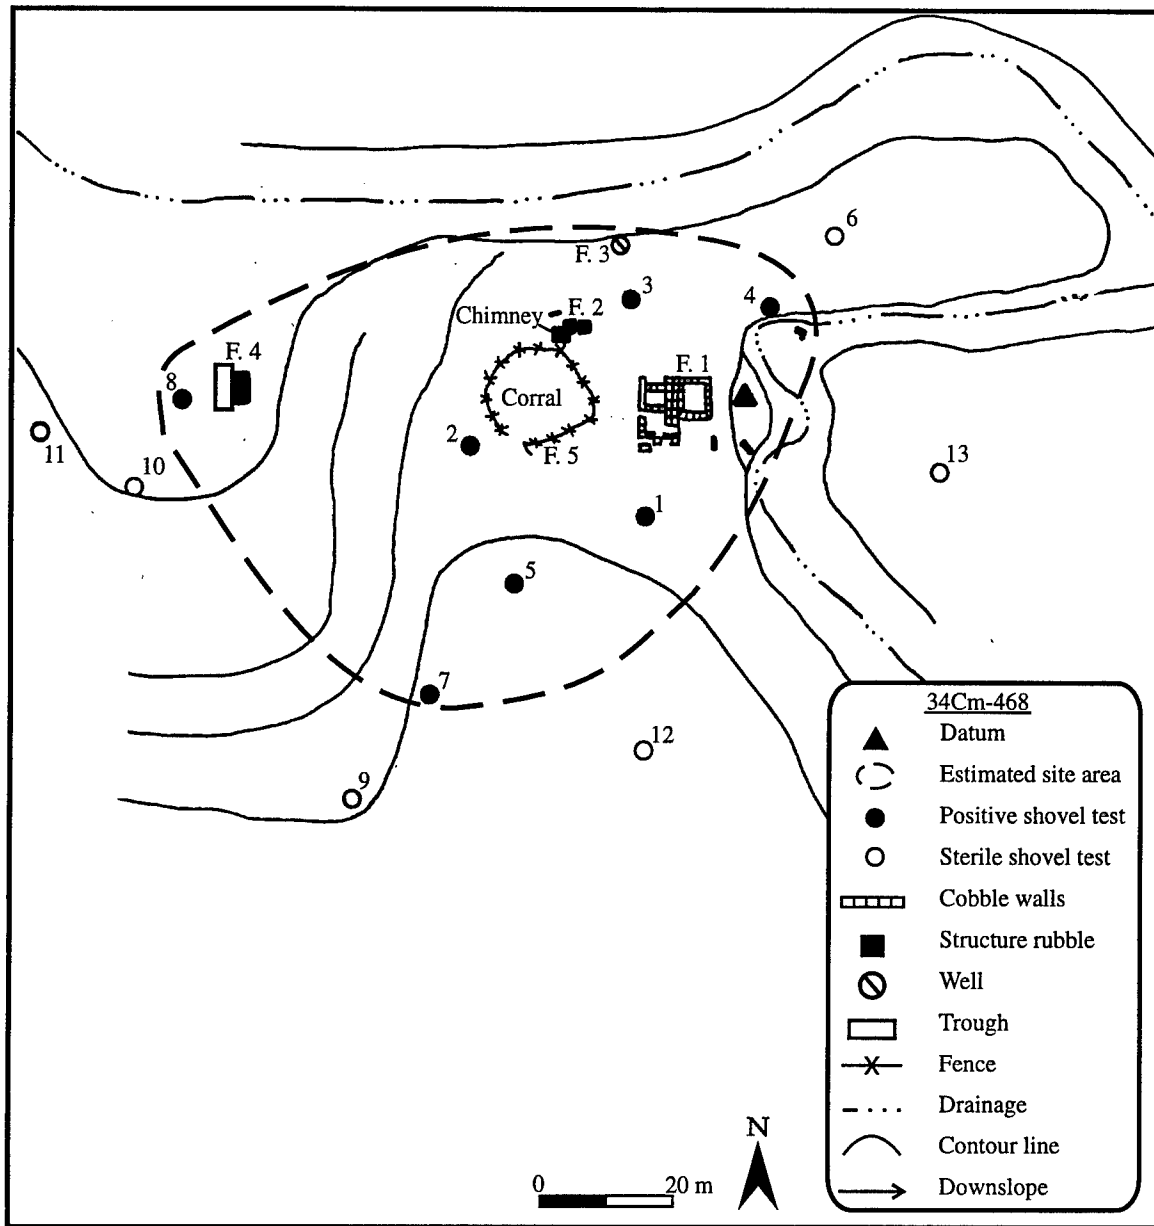 6
F. 3
3
4
Chimney
F. 2
F. 4
F. 1
8
Corral
11
2
F. 5
10
13
1
5
7
12
9
34Cm-468
Datum
Estimated site area
Positive shovel test
Sterile shovel test
Cobble walls
Structure rubble
Well
Trough
Fence
Drainage
Contour line
Downslope
N
0
20 m